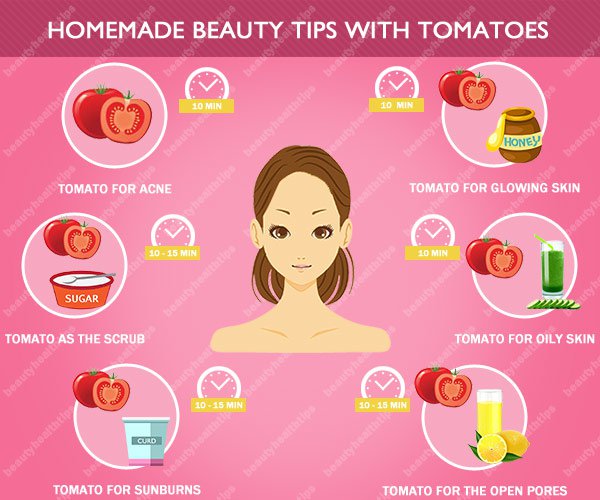 HOMEMADE BEAUTY TIPS WITH TOMATOES
10 MIN
TOMATO FOR ACNE
10 MIN
HONEY
TOMATO FOR GLOWING SKIN
10 - 15 MIN
SUGAR
TOMATO AS THE SCRUB
10 MIN
TOMATO FOR OILY SKIN
10 - 15 MIN
CURD
TOMATO FOR SUNBURNS
10 - 15 MIN
TOMATO FOR THE OPEN PORES
beautyhealthtips